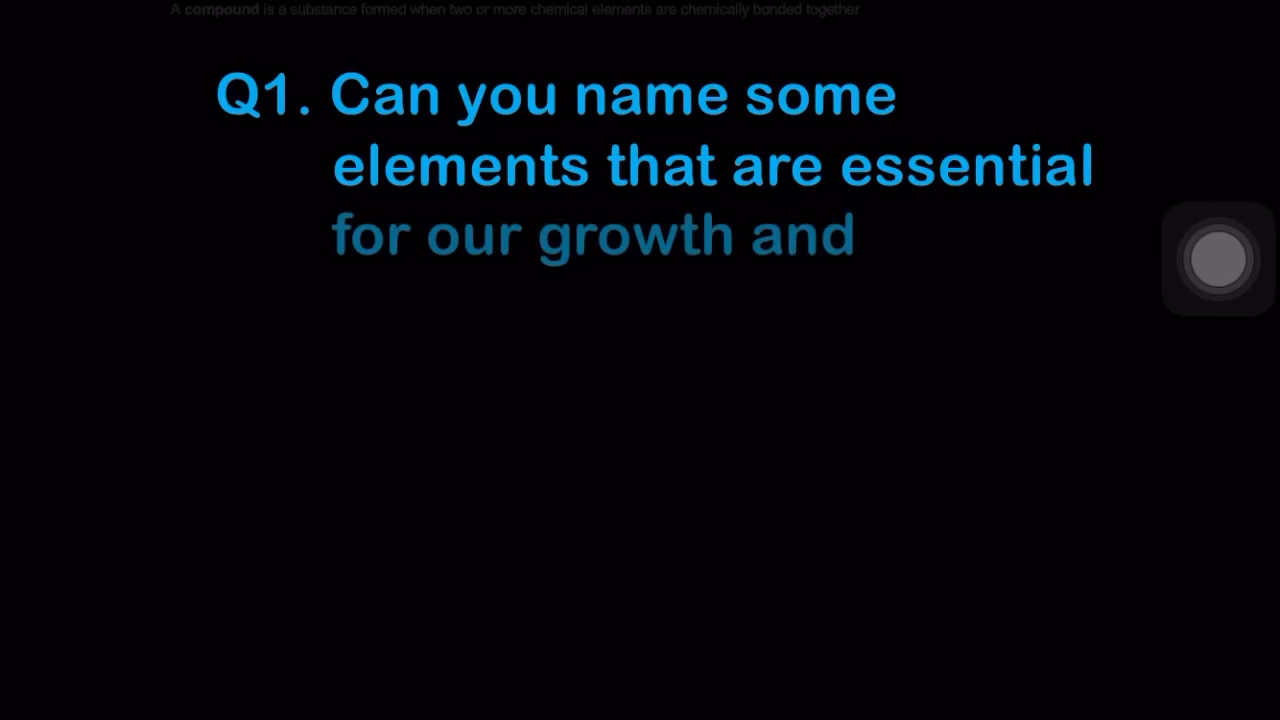 A compound is a substance formed when two or more chemical elements are chemically bonded together
Q1. Can you name some
elements that are essential
for our growth and